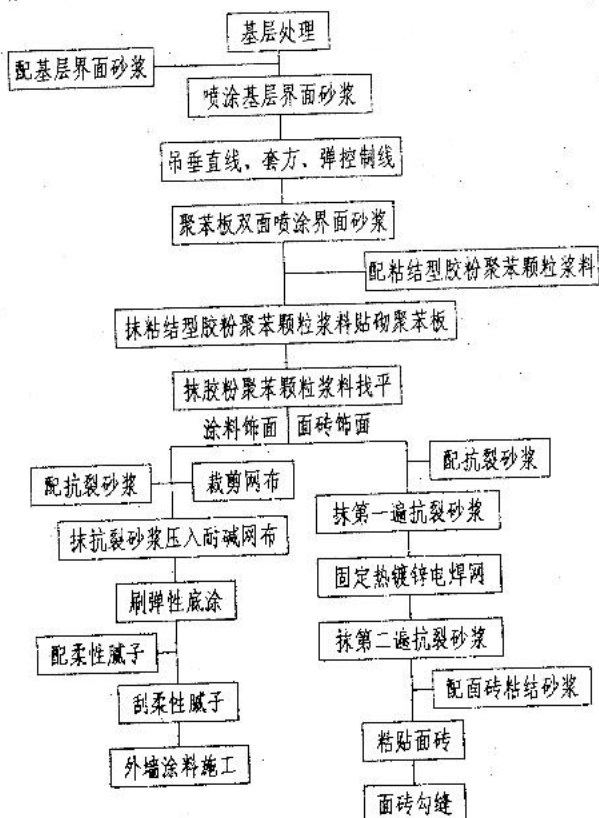 基层处理
配基层界面砂浆
喷涂基层界面砂浆
吊垂直线、套方、弹控制线
聚苯板双面喷涂界面砂浆
配粘结型胶粉聚苯颗粒浆料
抹粘结型胶粉聚苯颗粒浆料贴砌聚苯板
抹胶粉聚苯颗粒浆料找平
涂料饰面 面砖饰面
配抗裂砂浆
裁剪网布
配抗裂砂浆
抹第一遍抗裂砂浆
抹抗裂砂浆压入耐碱网布
固定热镀锌电焊网
刷弹性底涂
抹第二遍抗裂砂浆
配柔性腻子
配面砖粘结砂浆
刮柔性腻子
粘贴面砖
外墙涂料施工
面砖勾缝